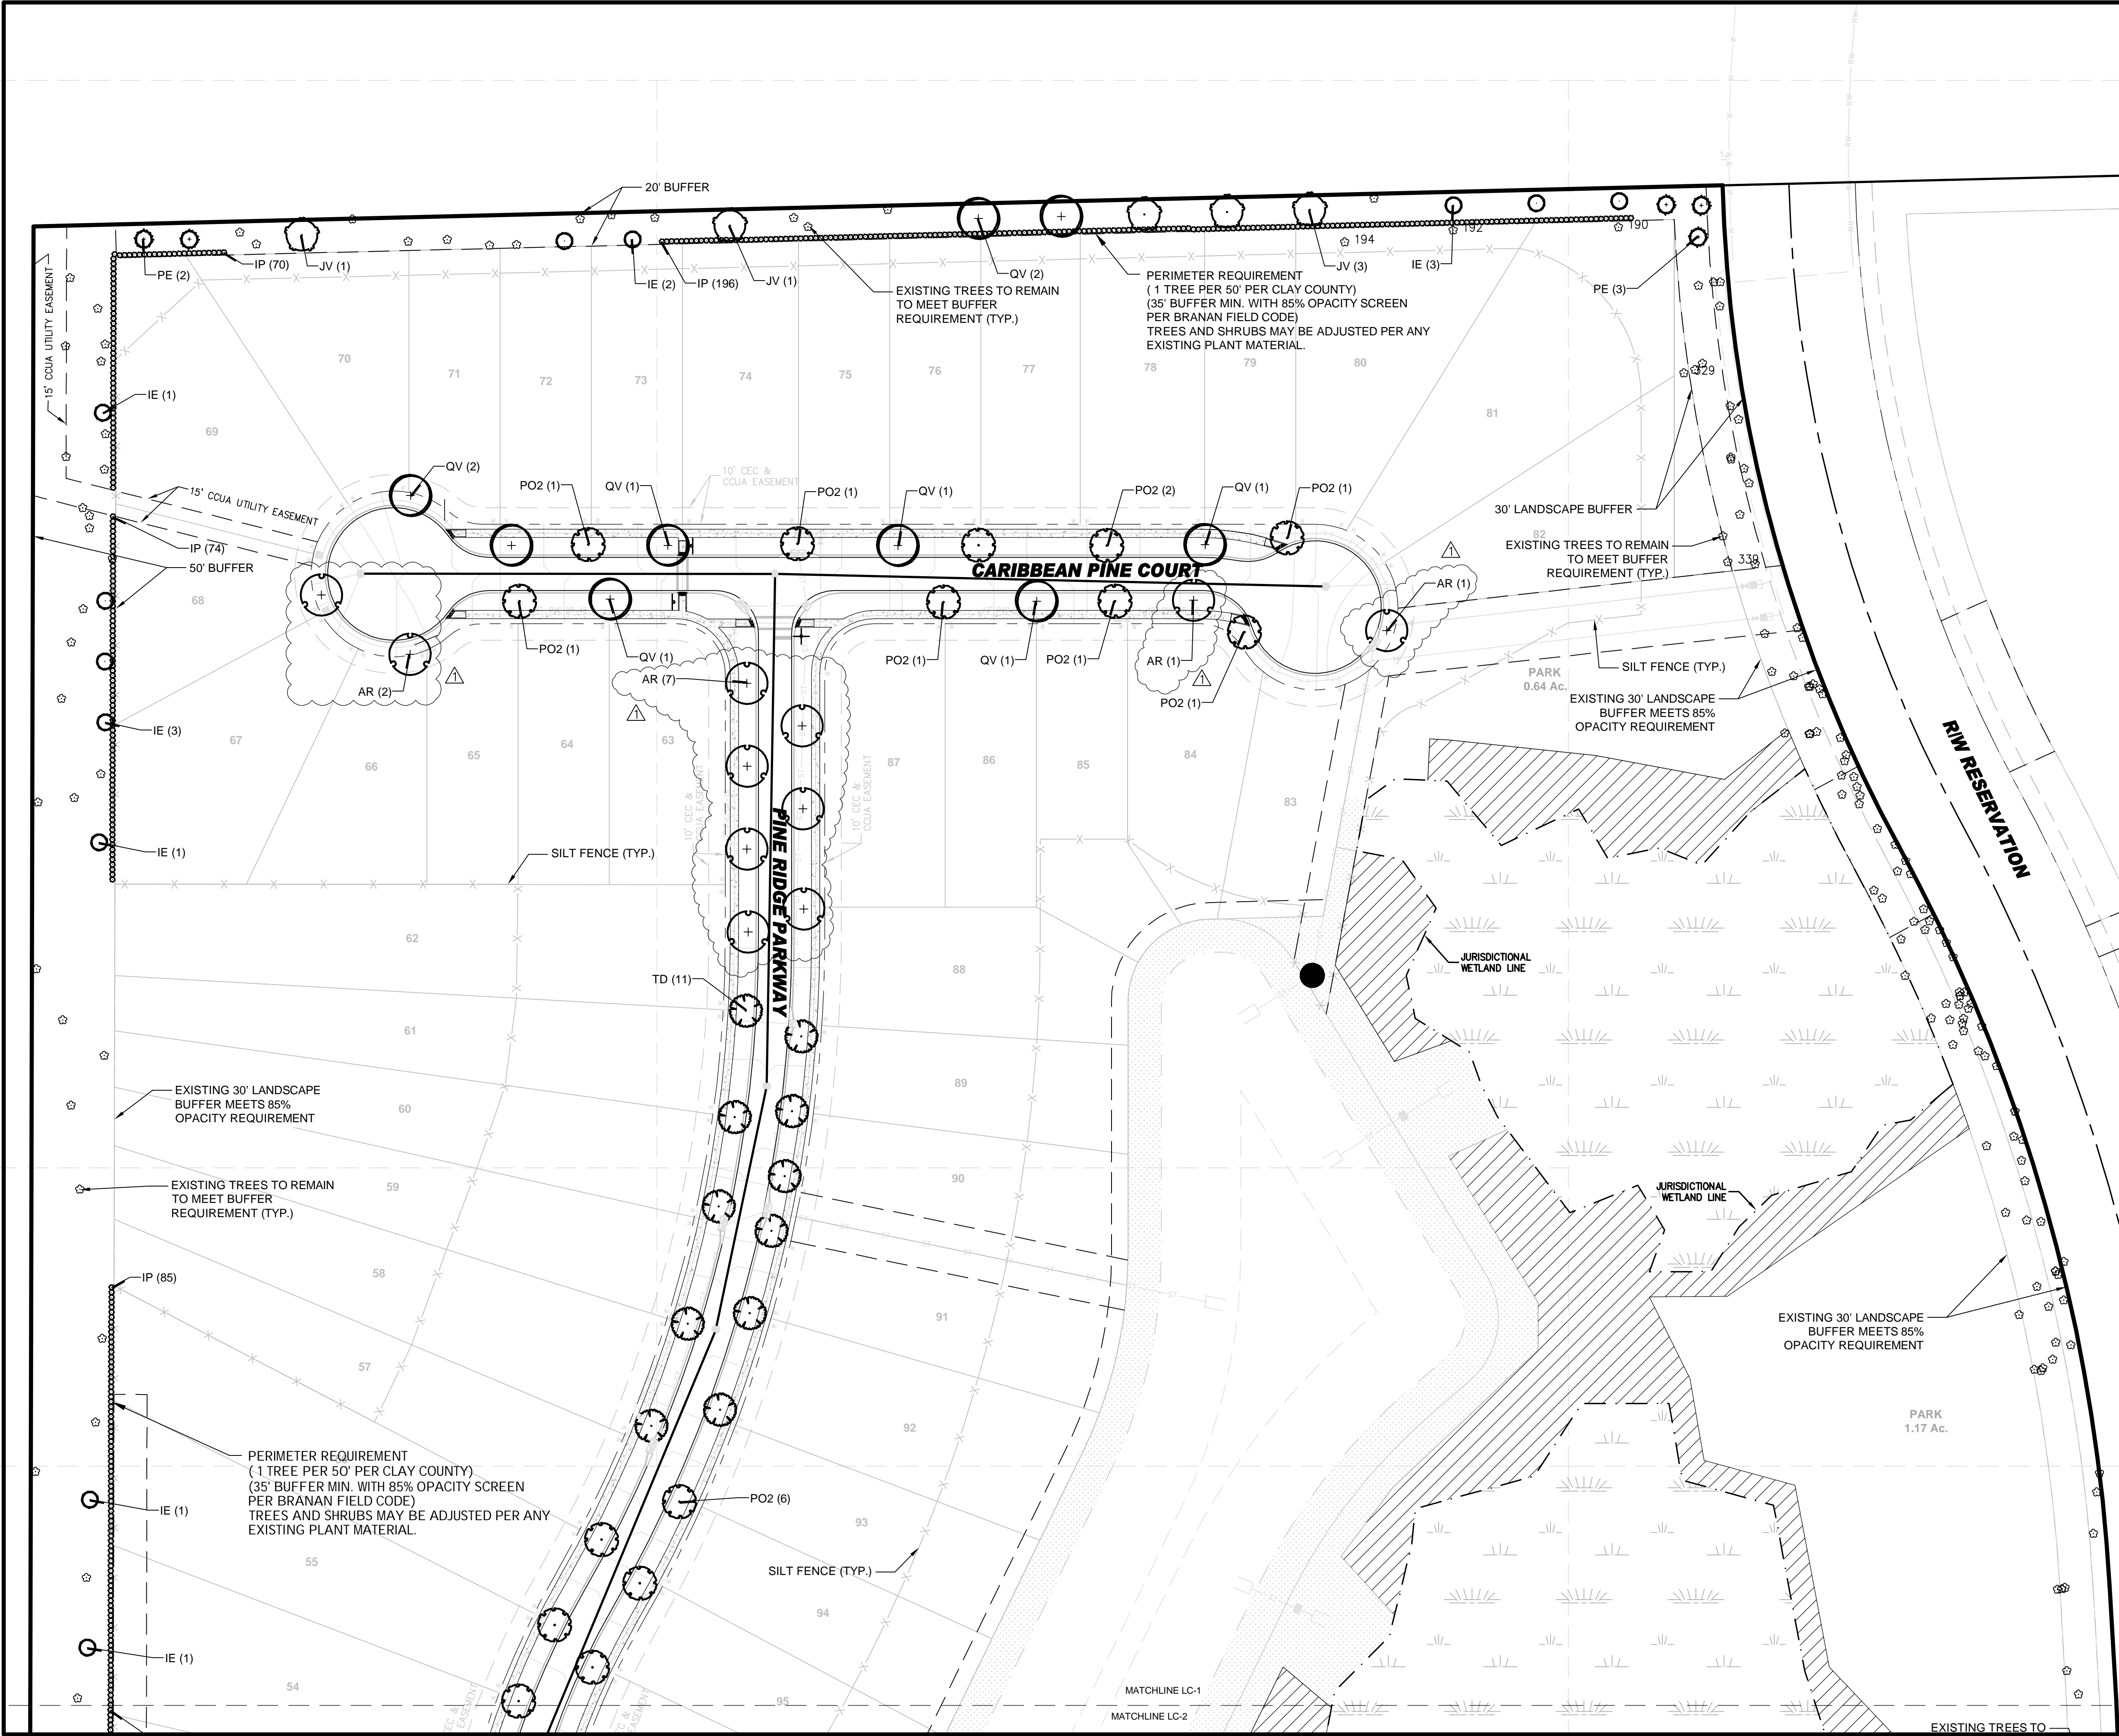 20' BUFFER
PE (2)
IP (70)
JV (1)
IE (2)
IP (196)
JV (1)
EXISTING TREES TO REMAIN
TO MEET BUFFER
REQUIREMENT (TYP.)
QV (2)
PERIMETER REQUIREMENT
( 1 TREE PER 50' PER CLAY COUNTY)
(35' BUFFER MIN. WITH 85% OPACITY SCREEN
PER BRANAN FIELD CODE)
TREES AND SHRUBS MAY BE ADJUSTED PER ANY
EXISTING PLANT MATERIAL.
JV (3)
194
IE (3)
192
190
PE (3)
329
15' CCUA UTILITY EASEMENT
IE (1)
70
71
72
73
74
75
76
77
78
79
80
81
69
QV (2)
PO2 (1)
QV (1)
10' CEC &
CCUA EASEMENT
PO2 (1)
QV (1)
PO2 (2)
QV (1)
PO2 (1)
15' CCUA UTILITY EASEMENT
30' LANDSCAPE BUFFER
82
EXISTING TREES TO REMAIN
TO MEET BUFFER
REQUIREMENT (TYP.)
339
IP (74)
50' BUFFER
68
CARIBBEAN PINE COURT
1
AR (1)
PO2 (1)
QV (1)
PO2 (1)
QV (1)
PO2 (1)
AR (1)
1
PO2 (1)
AR (2)
1
AR (7)
1
SILT FENCE (TYP.)
PARK
0.64 Ac.
EXISTING 30' LANDSCAPE
BUFFER MEETS 85%
OPACITY REQUIREMENT
R/W RESERVATION
IE (3)
67
66
65
64
63
87
86
85
84
83
10' CEC &
CCUA EASEMENT
10' CEC &
CCUA EASEMENT
PINE RIDGE PARKWAY
IE (1)
SILT FENCE (TYP.)
62
88
JURISDICTIONAL
WETLAND LINE
TD (11)
61
89
60
EXISTING 30' LANDSCAPE
BUFFER MEETS 85%
OPACITY REQUIREMENT
EXISTING TREES TO REMAIN
TO MEET BUFFER
REQUIREMENT (TYP.)
59
90
JURISDICTIONAL
WETLAND LINE
IP (85)
58
91
EXISTING 30' LANDSCAPE
BUFFER MEETS 85%
OPACITY REQUIREMENT
57
92
PARK
1.17 Ac.
PERIMETER REQUIREMENT
( 1 TREE PER 50' PER CLAY COUNTY)
(35' BUFFER MIN. WITH 85% OPACITY SCREEN
PER BRANAN FIELD CODE)
TREES AND SHRUBS MAY BE ADJUSTED PER ANY
EXISTING PLANT MATERIAL.
IE (1)
PO2 (6)
93
55
SILT FENCE (TYP.)
94
IE (1)
54
95
MATCHLINE LC-1
MATCHLINE LC-2
EXISTING TREES TO